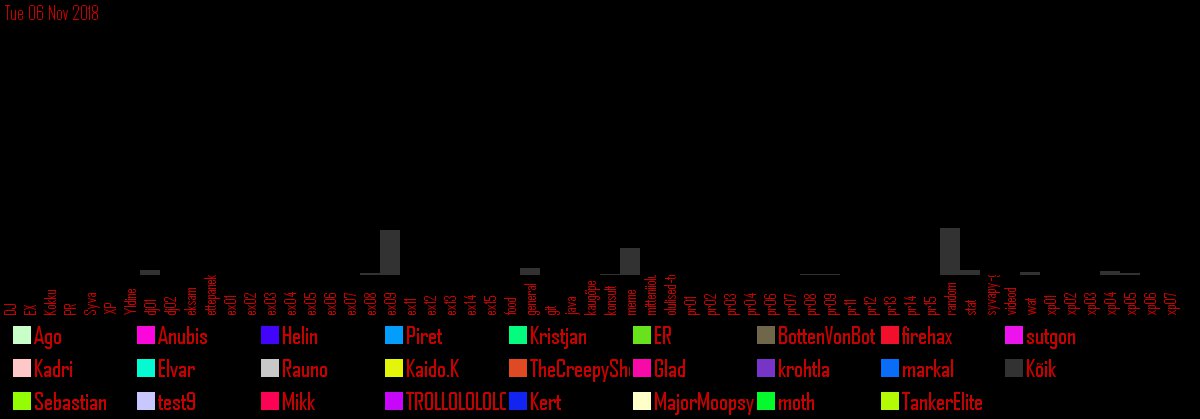 Tue 06 Nov 2018
DJ EX Kokku PR Syva XP Yldine dj01 dj02 eksam ettepanek ex01 ex02 ex03 ex04 ex05 ex06 ex07 ex08 ex09 ex11 ex12 ex13 ex14 ex15 general git java kaugõpe konsult meme olulised-t pr01 pr02 pr03 pr04 pr06 pr07 pr08 pr09 pr11 pr12 pr13 pr14 pr15 random stat videod wat xp01 xp02 xp03 xp04 xp05 xp06 xp07
Ago Anubis Helin Piret Kristjan ER BottenVonBot firehax sutgon
Kadri Elvar Rauno Kaido.K TheCreepySh Glad krohtla markal Kõik
Sebastian test9 Mikk TROLLOLOLOLO Kert MajorMoopsy moth TankerElite